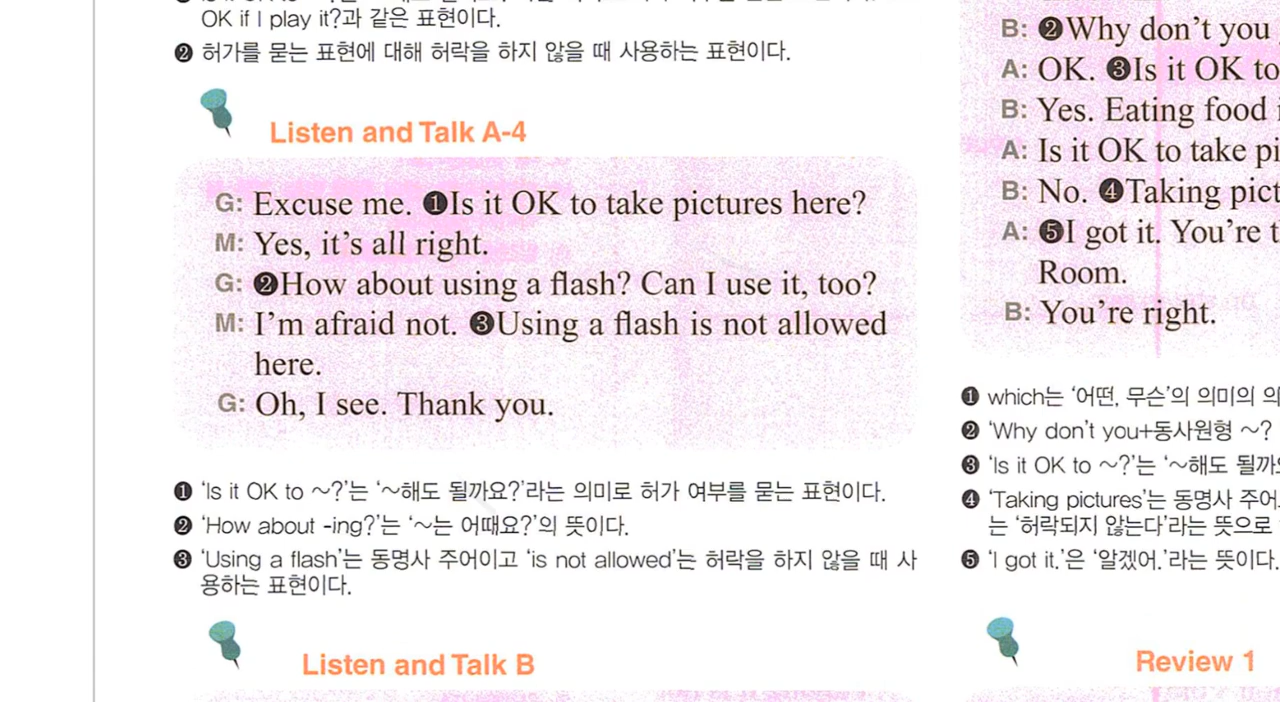 OK if I play it?과 같은 표현이다.
❷ 허가를 묻는 표현에 대해 허락을 하지 않을 때 사용하는 표현이다.
Listen and Talk A-4
G: Excuse me. ❶Is it OK to take pictures here?
M: Yes, it's all right.
G: ❷How about using a flash? Can I use it, too?
M: I'm afraid not. ❸Using a flash is not allowed
here.
G: Oh, I see. Thank you.
❶ 'Is it OK to ~?'는 '~해도 될까요?'라는 의미로 허가 여부를 묻는 표현이다.
❷ 'How about -ing?'는 '~는 어때요?'의 뜻이다.
❸ 'Using a flash'는 동명사 주어이고 'is not allowed'는 허락을 하지 않을 때 사
용하는 표현이다.
Listen and Talk B
B: ❷Why don't you
A: OK. ❸Is it OK to
B: Yes. Eating food
A: Is it OK to take
B: No. ❹Taking
A: ❺I got it. You're
Room.
B: You're right.
❶ which는 '어떤, 무슨'의 의미의
❷ 'Why don't you+동사원형 ~?
❸ 'Is it OK to ~?'는 '~해도
❹ 'Taking pictures'는 동명사 주어
는 '허락되지 않는다'라는 뜻으로
❺ 'I got it.'은 '알겠어.'라는 뜻이다.
Review 1